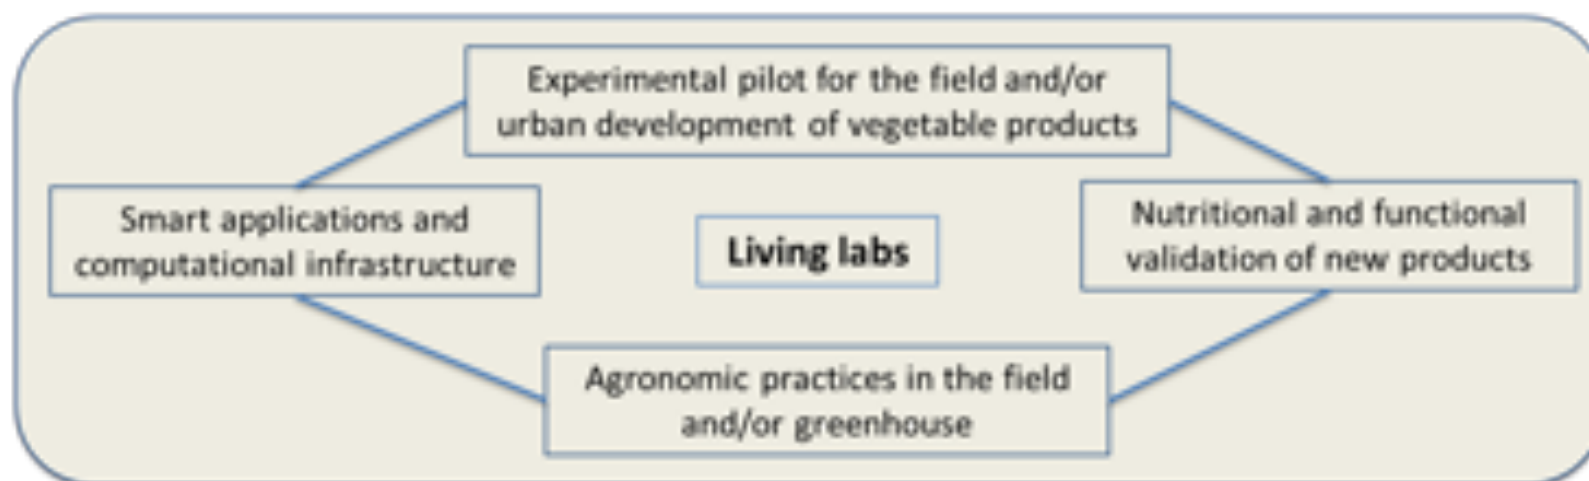 Experimental pilot for the field and/or
urban development of vegetable products
Smart applications and
computational infrastructure
Living labs
Nutritional and functional
validation of new products
Agronomic practices in the field
and/or greenhouse